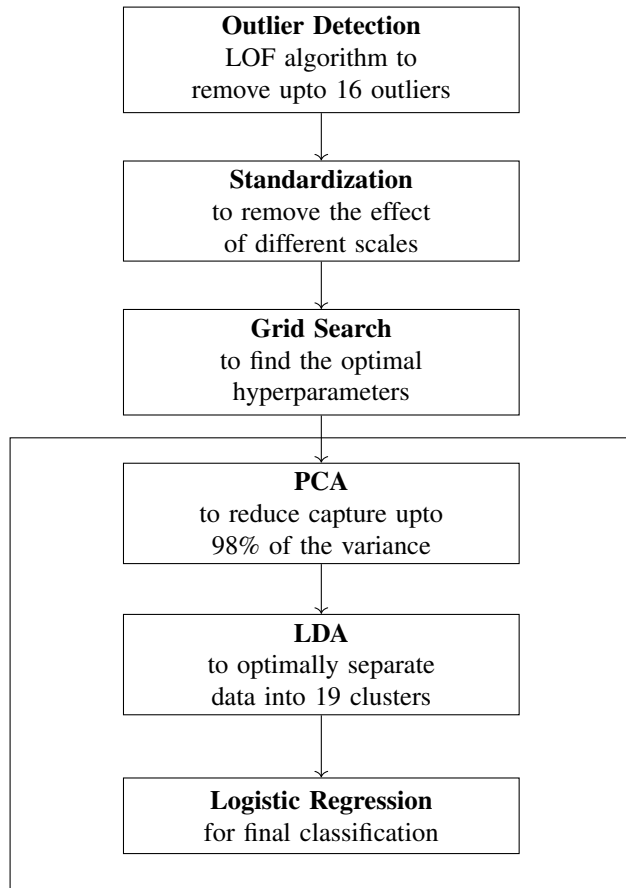 Outlier Detection
LOF algorithm to
remove upto 16 outliers
Standardization
to remove the effect
of different scales
Grid Search
to find the optimal
hyperparameters
PCA
to reduce capture upto
98% of the variance
LDA
to optimally separate
data into 19 clusters
Logistic Regression
for final classification